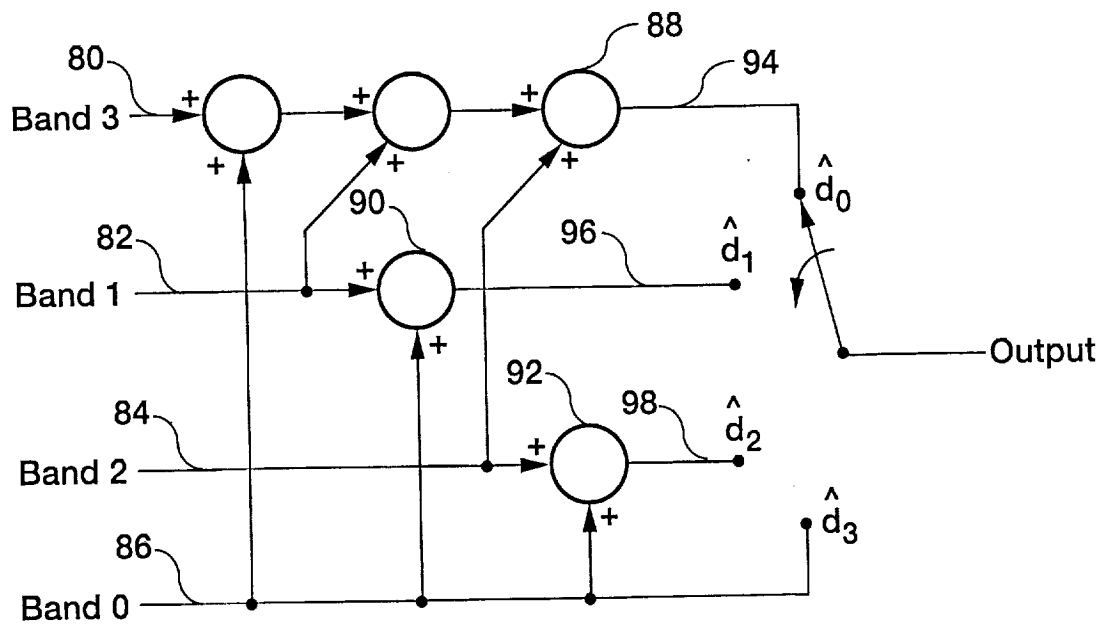 88
80
94
+
+
+
Band 3
+
+
+
d̂0
90
82
96
d̂1
+
Band 1
+
Output
92
98
84
d̂2
+
Band 2
+
d̂3
86
Band 0